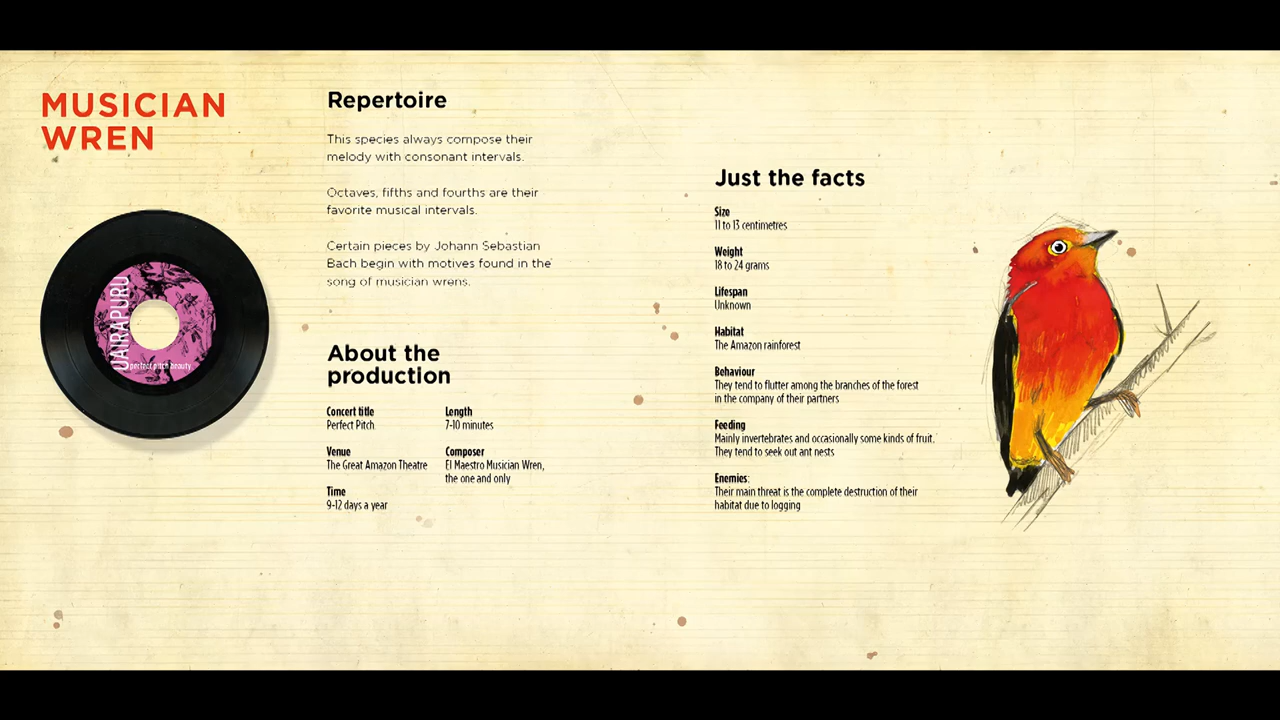 MUSICIAN
WREN
UAIRAPURU
perfect pitch beauty
Repertoire
This species always compose their
melody with consonant intervals.
Octaves, fifths and fourths are their
favorite musical intervals.
Certain pieces by Johann Sebastian
Bach begin with motives found in the
song of musician wrens.
About the
production
Concert title
Perfect Pitch
Venue
The Great Amazon Theatre
Time
9-12 days a year
Length
7-10 minutes
Composer
El Maestro Musician Wren,
the one and only
Just the facts
Size
11 to 13 centimetres
Weight
18 to 24 grams
Lifespan
Unknown
Habitat
The Amazon rainforest
Behaviour
They tend to flutter among the branches of the forest
in the company of their partners
Feeding
Mainly invertebrates and occasionally some kinds of fruit.
They tend to seek out ant nests
Enemies:
Their main threat is the complete destruction of their
habitat due to logging